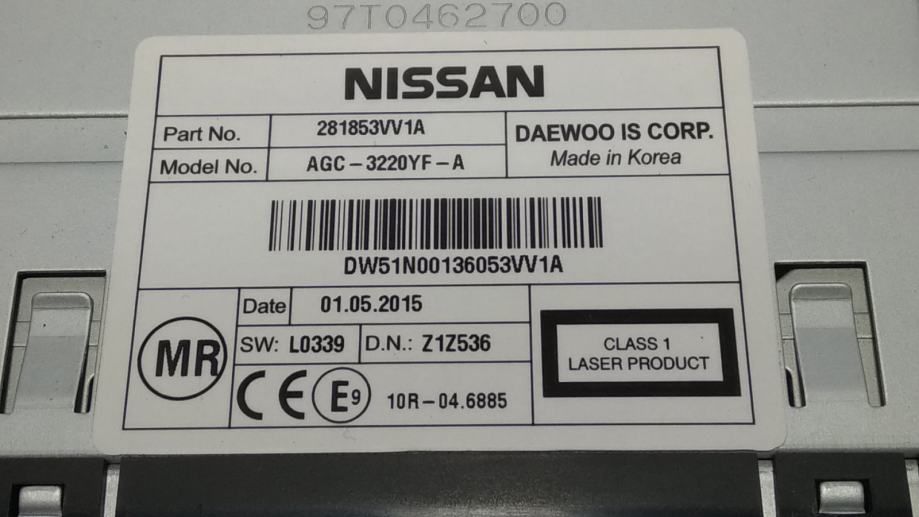 97T0462700
NISSAN
Part No. 281853VV1A
DAEWOO IS CORP.
Model No. AGC-3220YF-A
Made in Korea
DW51N00136053VV1A
MR
Date 01.05.2015
SW: L0339 D.N.: Z1Z536
CE E9 10R-04.6885
CLASS 1
LASER PRODUCT